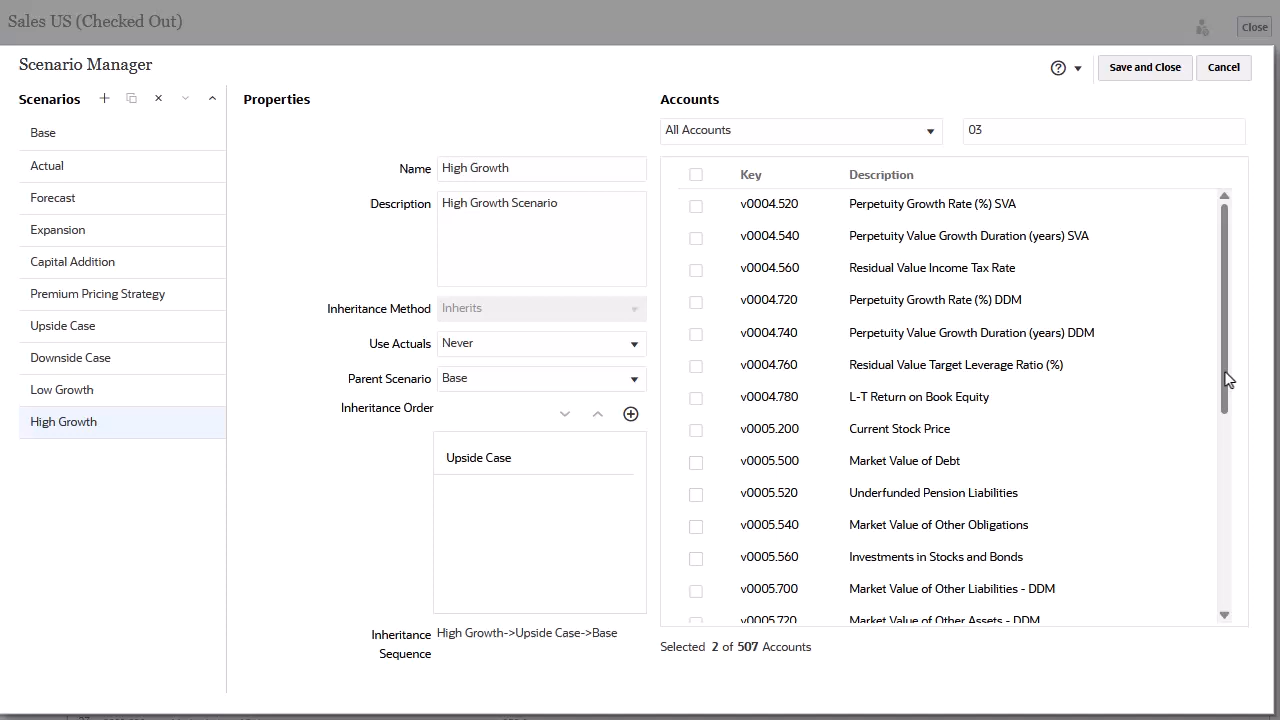 Sales US (Checked Out)
Close
Scenario Manager
Save and Close
Cancel
Scenarios
Properties
Accounts
Base
Actual
Forecast
Expansion
Capital Addition
Premium Pricing Strategy
Upside Case
Downside Case
Low Growth
High Growth
Name
High Growth
Description
High Growth Scenario
Inheritance Method
Inherits
Use Actuals
Never
Parent Scenario
Base
Inheritance Order
Upside Case
Inheritance Sequence
High Growth->Upside Case->Base
All Accounts
03
Key Description
v0004.520 Perpetuity Growth Rate (%) SVA
v0004.540 Perpetuity Value Growth Duration (years) SVA
v0004.560 Residual Value Income Tax Rate
v0004.720 Perpetuity Growth Rate (%) DDM
v0004.740 Perpetuity Value Growth Duration (years) DDM
v0004.760 Residual Value Target Leverage Ratio (%)
v0004.780 L-T Return on Book Equity
v0005.200 Current Stock Price
v0005.500 Market Value of Debt
v0005.520 Underfunded Pension Liabilities
v0005.540 Market Value of Other Obligations
v0005.560 Investments in Stocks and Bonds
v0005.700 Market Value of Other Liabilities - DDM
v0005.720 Market Value of Other Assets - DDM
Selected 2 of 507 Accounts